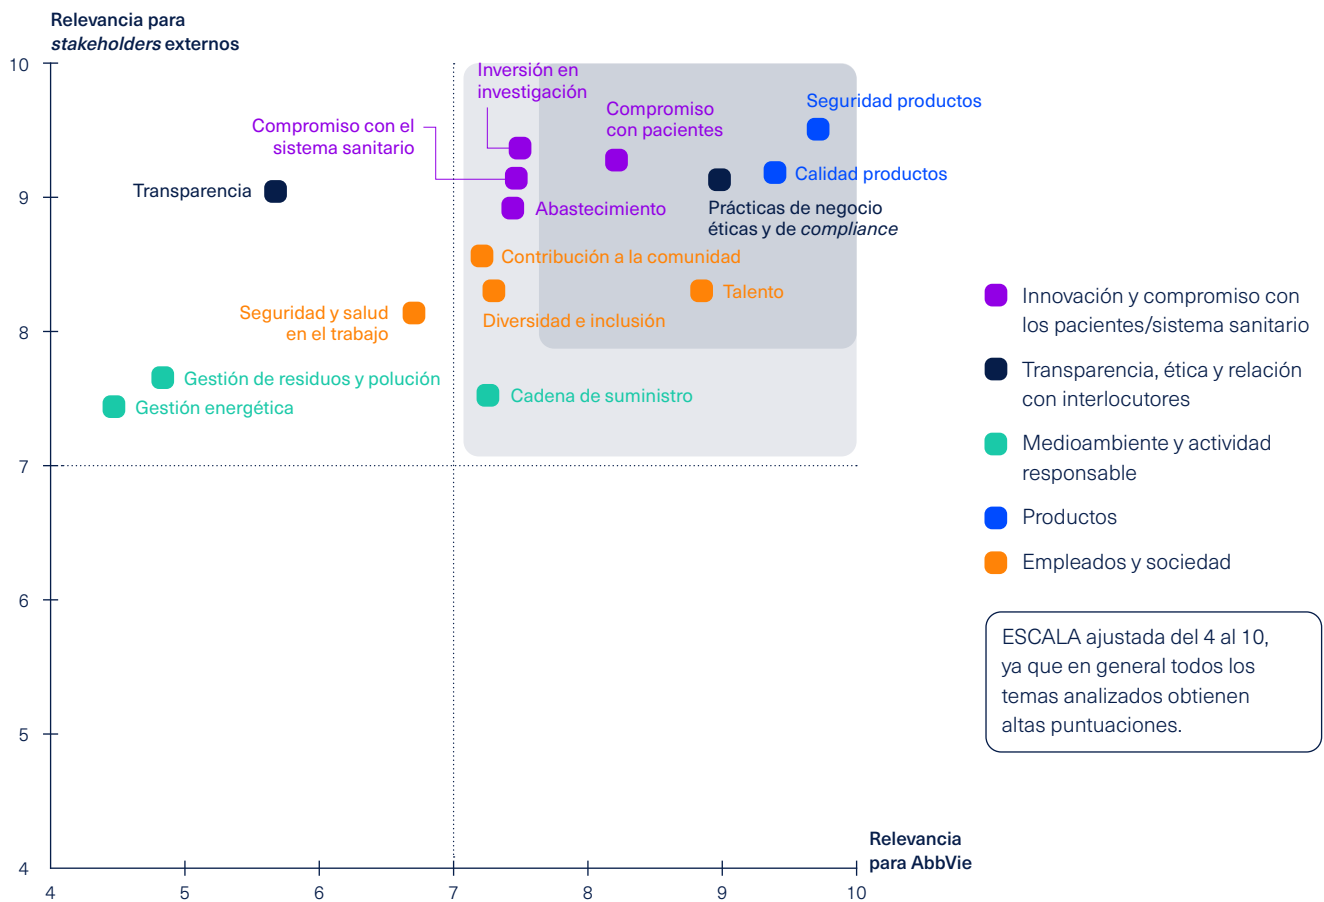 Relevancia para
stakeholders externos
10
9
8
7
6
5
4
Inversión en
investigación
Compromiso con el
sistema sanitario
Compromiso
con pacientes
Seguridad productos
Transparencia
Calidad productos
Abastecimiento
Prácticas de negocio
éticas y de compliance
Contribución a la comunidad
Talento
Seguridad y salud
en el trabajo
Diversidad e inclusión
Gestión de residuos y polución
Gestión energética
Cadena de suministro
4
5
6
7
8
9
10
Relevancia
para AbbVie
Innovación y compromiso con
los pacientes/sistema sanitario
Transparencia, ética y relación
con interlocutores
Medioambiente y actividad
responsable
Productos
Empleados y sociedad
ESCALA ajustada del 4 al 10,
ya que en general todos los
temas analizados obtienen
altas puntuaciones.